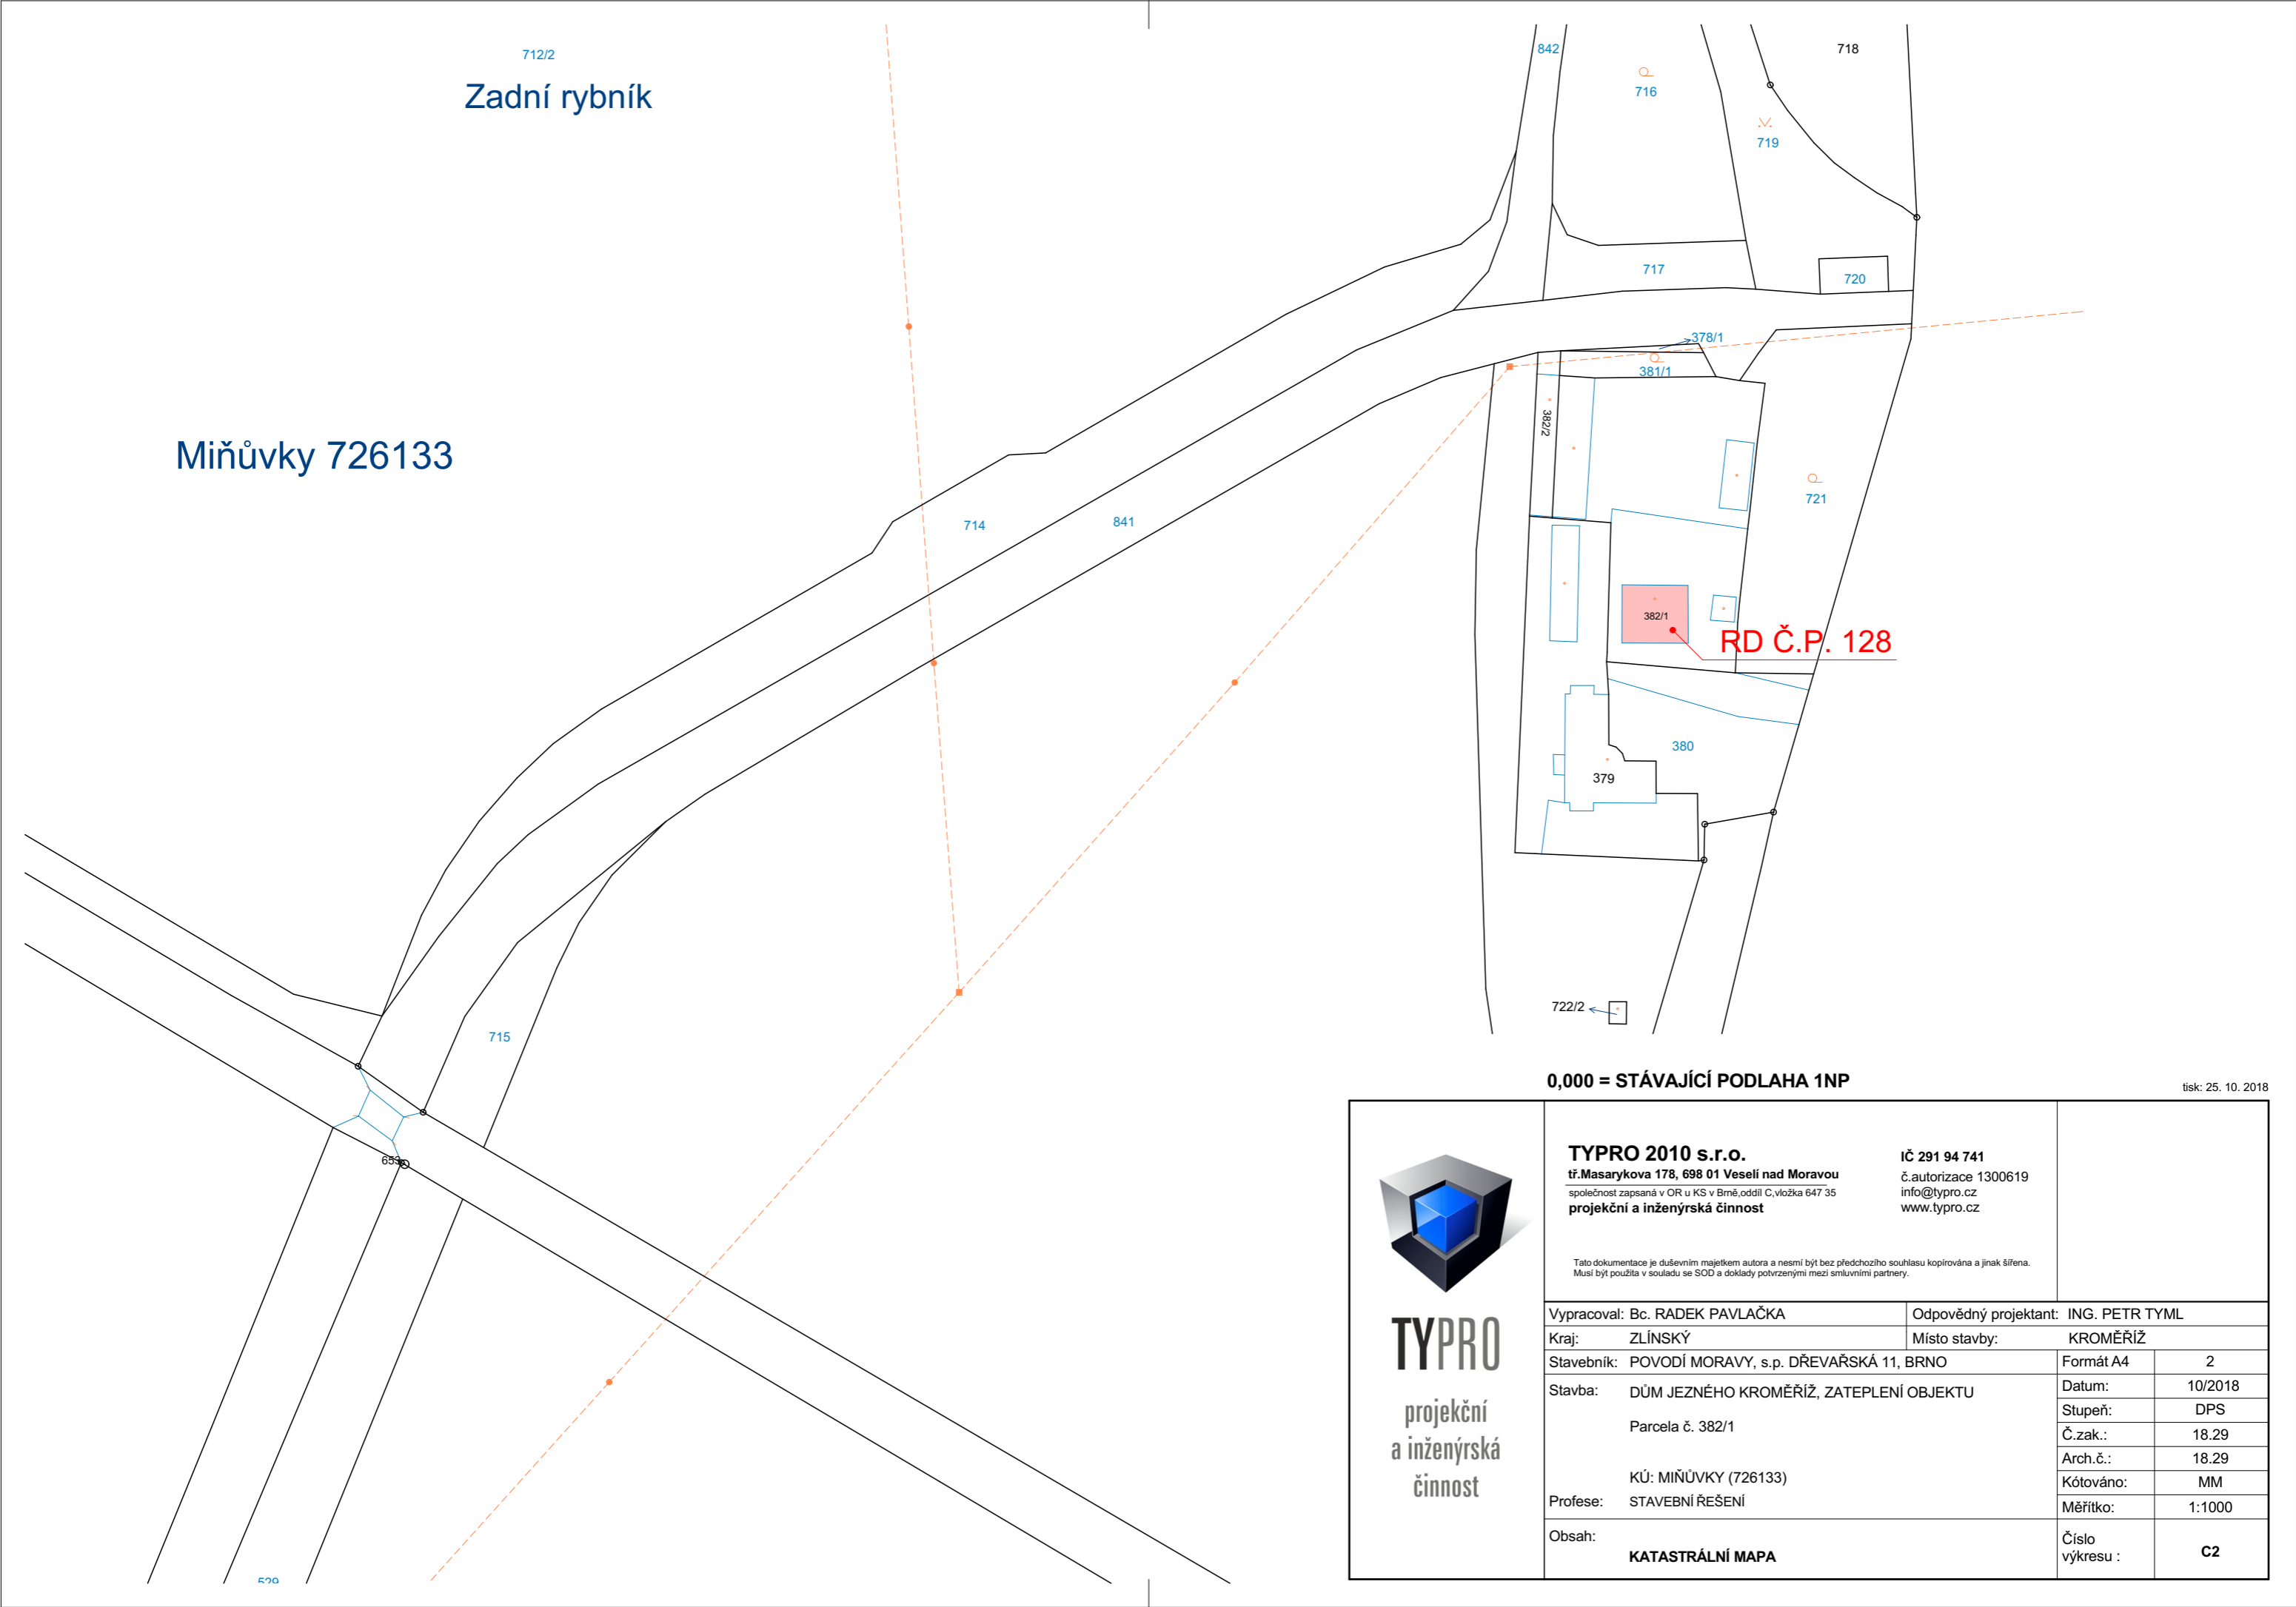 712/2
Zadní rybník
842
716
718
719
717
720
378/1
381/1
382/2
Miňůvky 726133
721
714
841
382/1
RD Č.P. 128
380
379
722/2
715
653
529
0,000 = STÁVAJÍCÍ PODLAHA 1NP
tisk: 25. 10. 2018
TYPRO 2010 s.r.o.
tř.Masarykova 178, 698 01 Veselí nad Moravou
společnost zapsaná v OR u KS v Brně,oddíl C,vložka 647 35
projekční a inženýrská činnost
IČ 291 94 741
č.autorizace 1300619
info@typro.cz
www.typro.cz
Tato dokumentace je duševním majetkem autora a nesmí být bez předchozího souhlasu kopírována a jinak šířena.
Musí být použita v souladu se SOD a doklady potvrzenými mezi smluvními partnery.
TYPRO
projekční
a inženýrská
činnost
Vypracoval: Bc. RADEK PAVLAČKA
Odpovědný projektant: ING. PETR TYML
Kraj: ZLÍNSKÝ
Místo stavby: KROMĚŘÍŽ
Stavebník: POVODÍ MORAVY, s.p. DŘEVAŘSKÁ 11, BRNO
Formát A4 2
Stavba: DŮM JEZNÉHO KROMĚŘÍŽ, ZATEPLENÍ OBJEKTU
Datum: 10/2018
Parcela č. 382/1
Stupeň: DPS
Č.zak.: 18.29
Arch.č.: 18.29
KÚ: MIŇŮVKY (726133)
Kótováno: MM
Profese: STAVEBNÍ ŘEŠENÍ
Měřítko: 1:1000
Obsah:
KATASTRÁLNÍ MAPA
Číslo
výkresu : C2